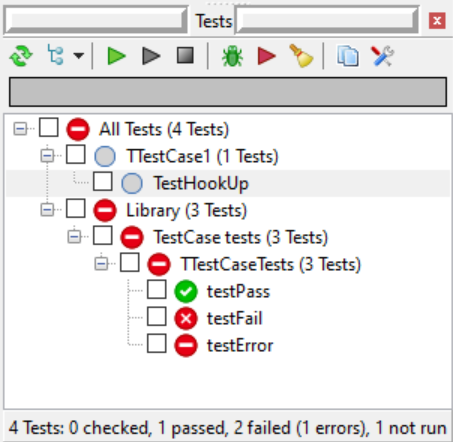 Tests
All Tests (4 Tests)
TTestCase1 (1 Tests)
TestHookUp
Library (3 Tests)
TestCase tests (3 Tests)
TTestCaseTests (3 Tests)
testPass
testFail
testError
4 Tests: 0 checked, 1 passed, 2 failed (1 errors), 1 not run